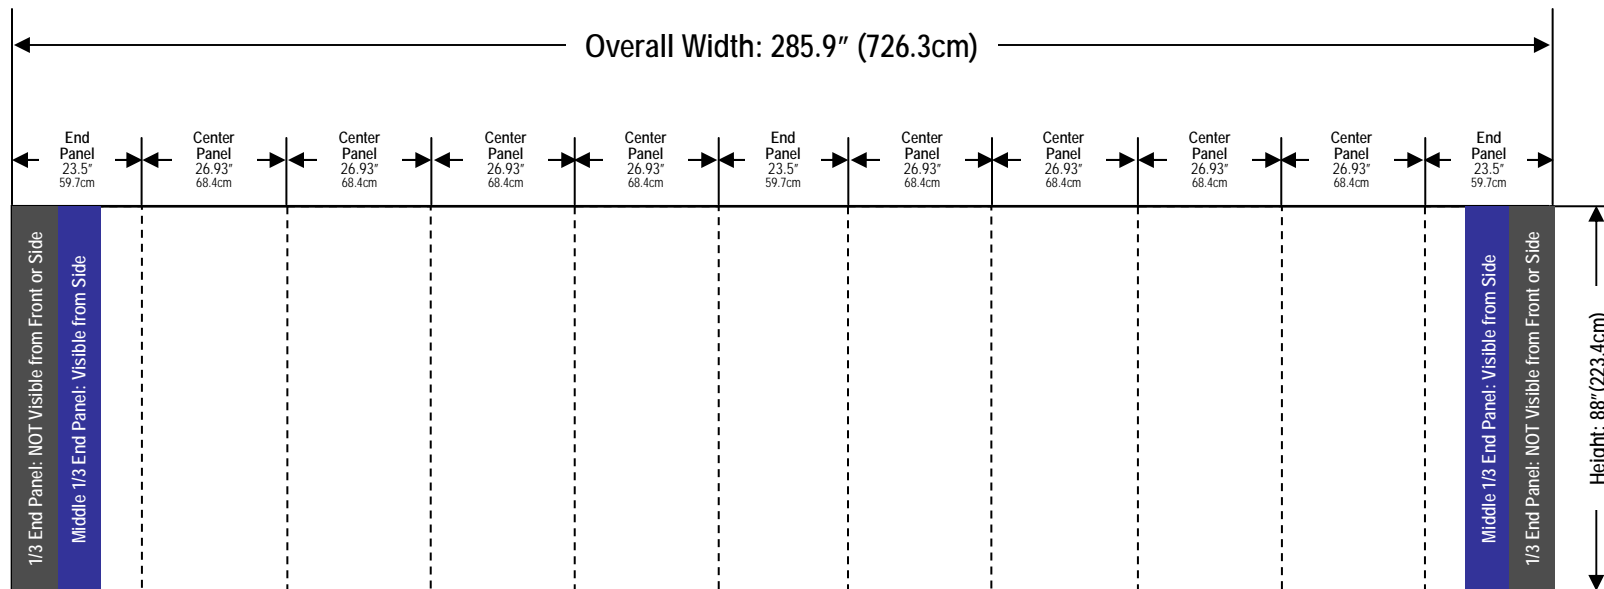 Overall Width: 285.9" (726.3cm)
End
Panel
23.5"
59.7cm
Center
Panel
26.93"
68.4cm
Center
Panel
26.93"
68.4cm
Center
Panel
26.93"
68.4cm
Center
Panel
26.93"
68.4cm
End
Panel
23.5"
59.7cm
Center
Panel
26.93"
68.4cm
Center
Panel
26.93"
68.4cm
Center
Panel
26.93"
68.4cm
Center
Panel
26.93"
68.4cm
End
Panel
23.5"
59.7cm
1/3 End Panel: NOT Visible from Front or Side
Middle 1/3 End Panel: Visible from Side
Middle 1/3 End Panel: Visible from Side
1/3 End Panel: NOT Visible from Front or Side
Height: 88"(223.4cm)